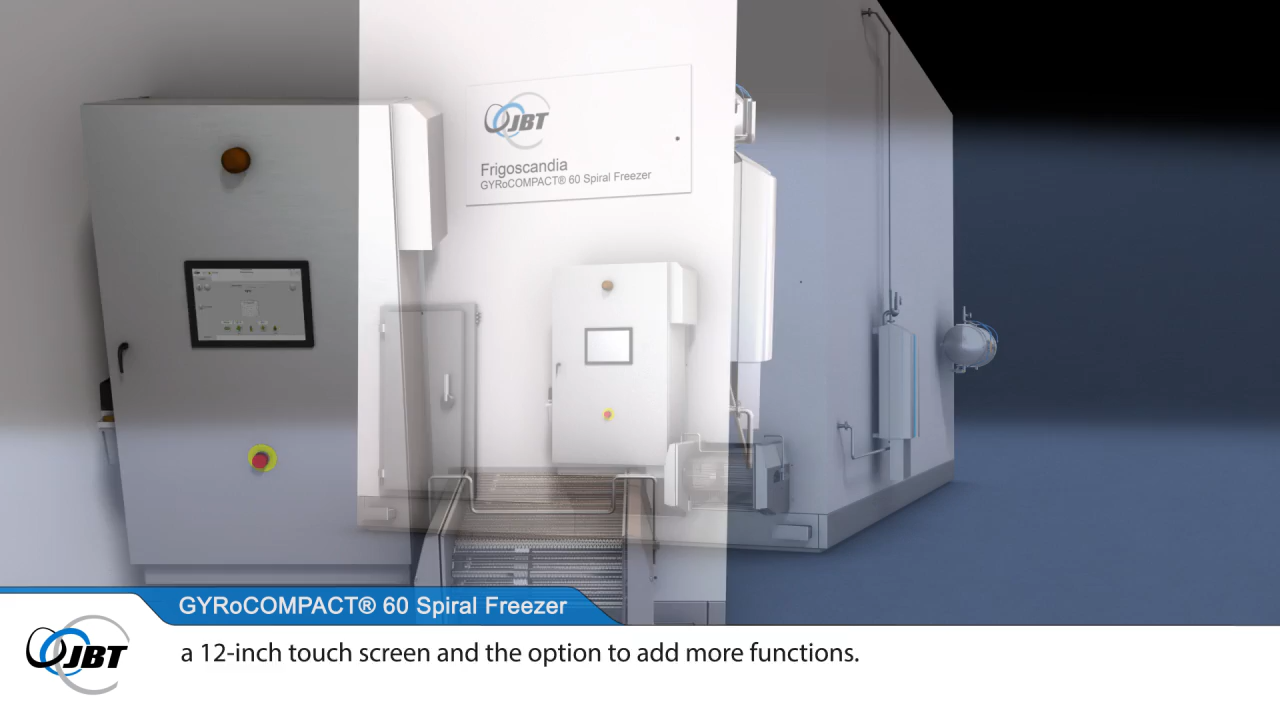 JBT
Frigoscandia
GYRoCOMPACT® 60 Spiral Freezer
GYRoCOMPACT® 60 Spiral Freezer
JBT
a 12-inch touch screen and the option to add more functions.